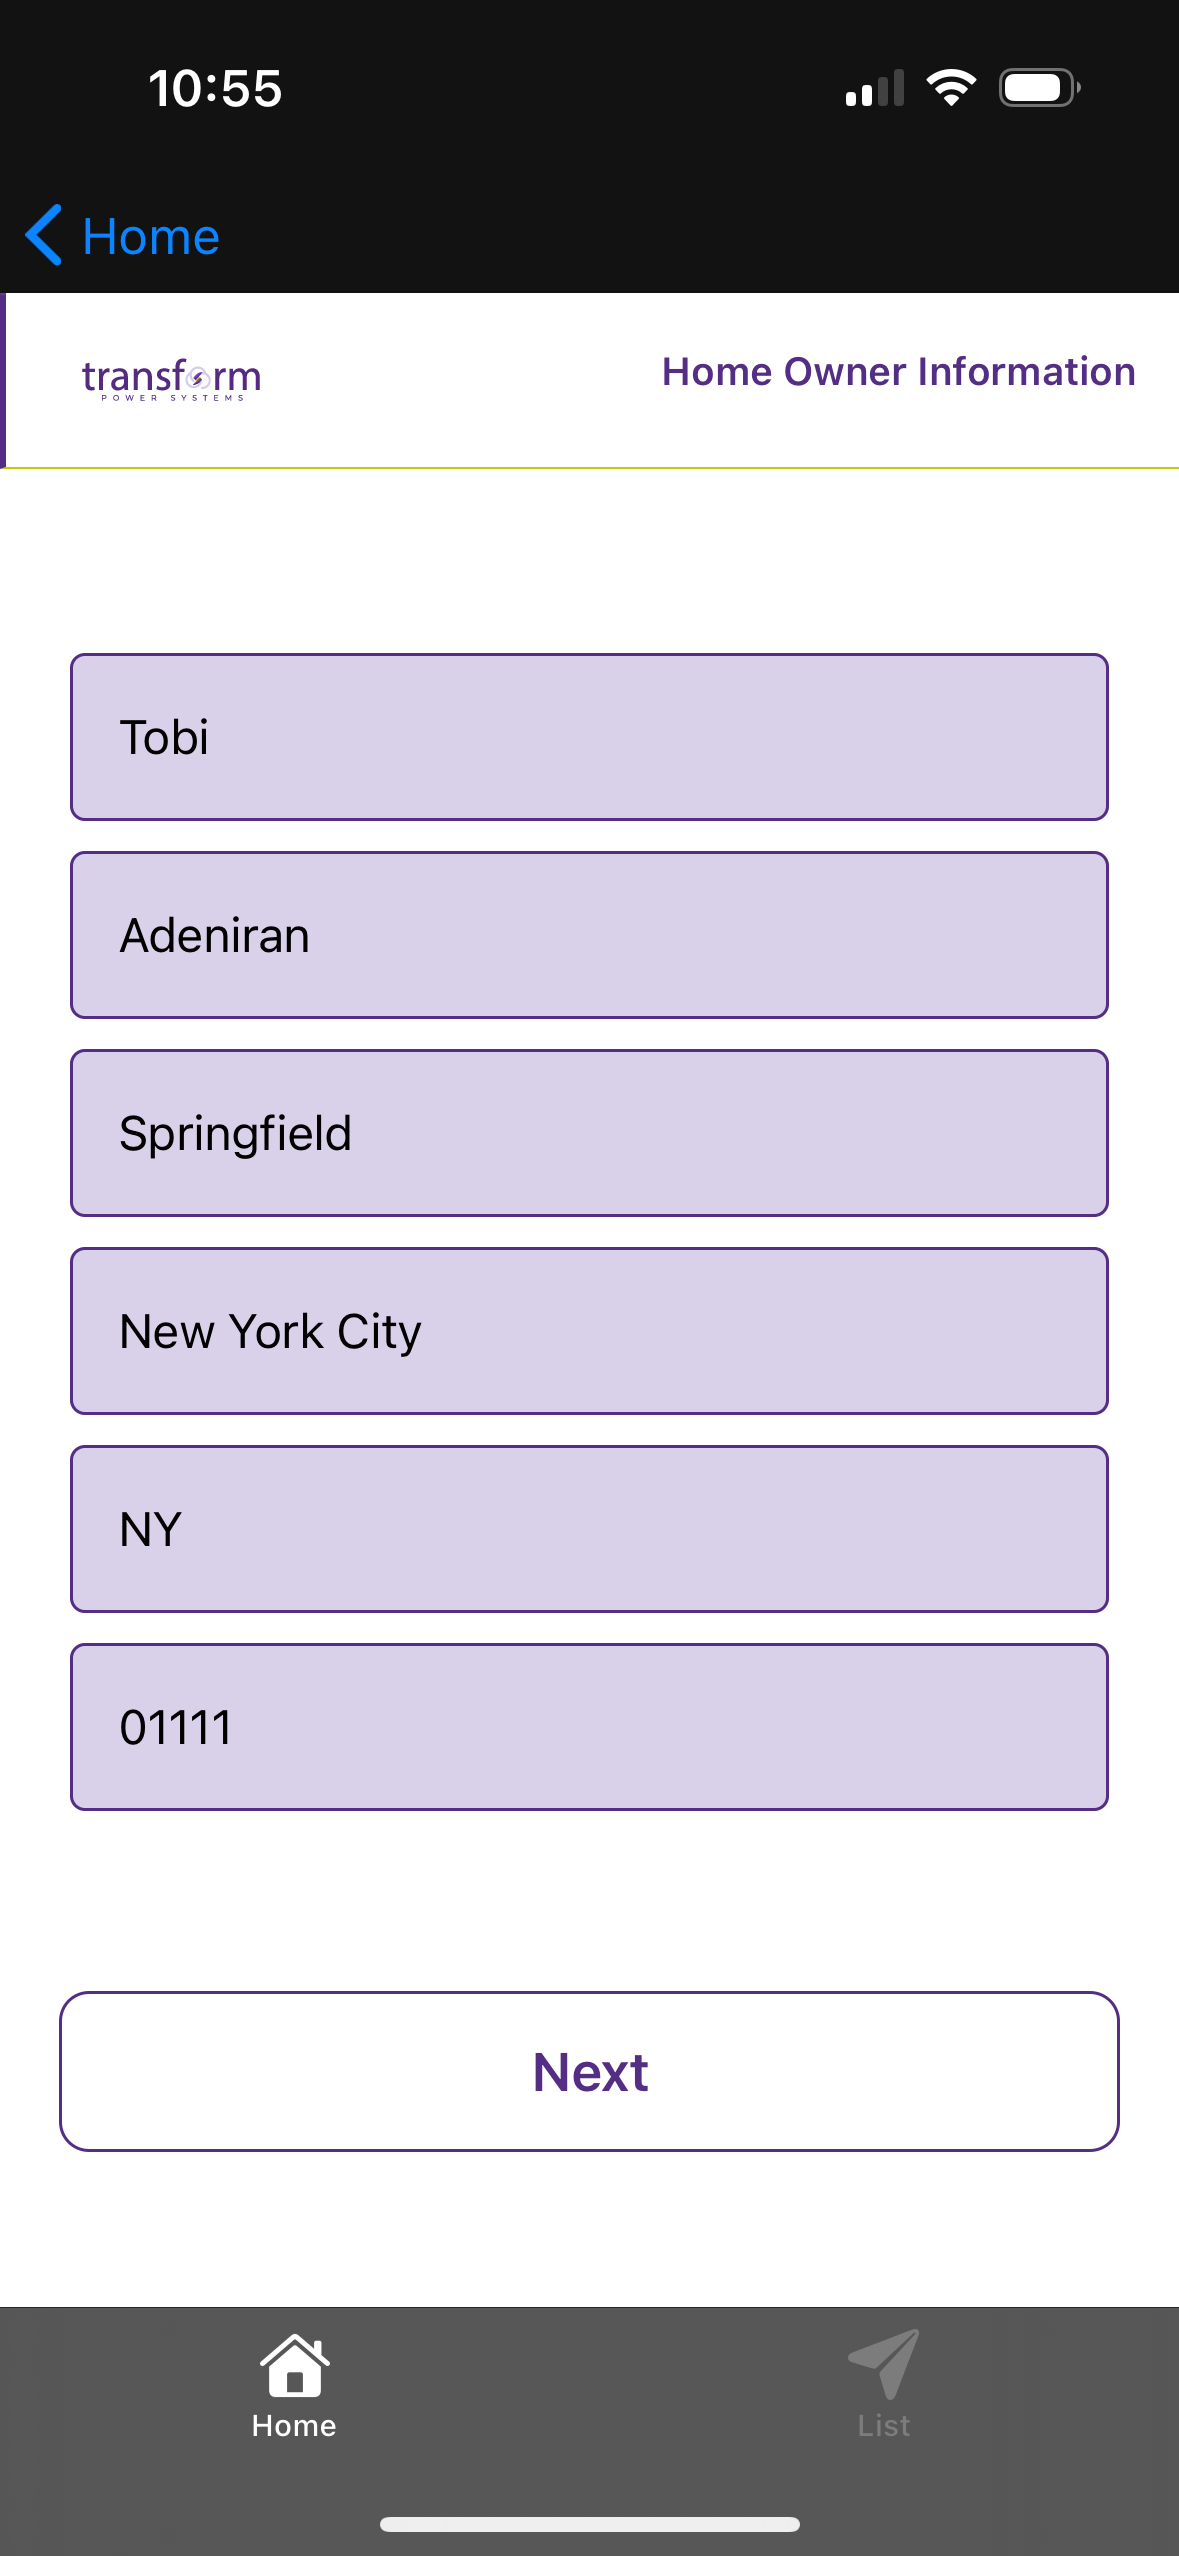 10:55
Home
transform
POWER SYSTEMS
Home Owner Information
Tobi
Adeniran
Springfield
New York City
NY
01111
Next
Home
List